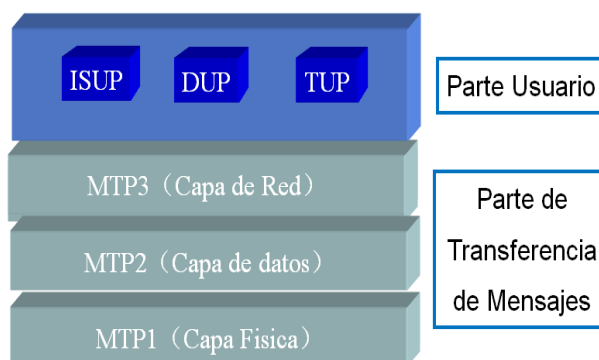 ISUP DUP TUP
Parte Usuario
MTP3（Capa de Red）
MTP2（Capa de datos）
MTP1（Capa Fisica）
Parte de
Transferencia
de Mensajes